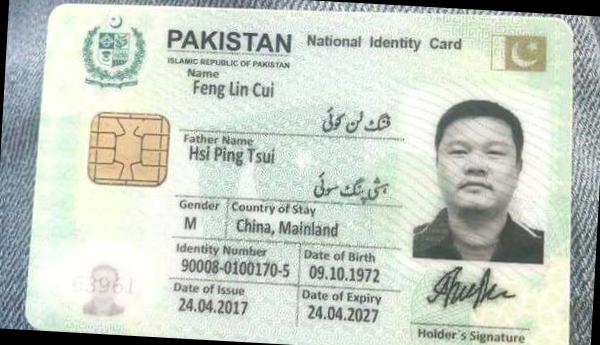 PAKISTAN National Identity Card
ISLAMIC REPUBLIC OF PAKISTAN
Name
Feng Lin Cui
فنگ لن کوئی
Father Name
Hsi Ping Tsui
ہشی پنگ سوئی
Gender Country of Stay
M China, Mainland
Identity Number Date of Birth
90008-0100170-5 09.10.1972
Date of Issue Date of Expiry
24.04.2017 24.04.2027
Holder's Signature